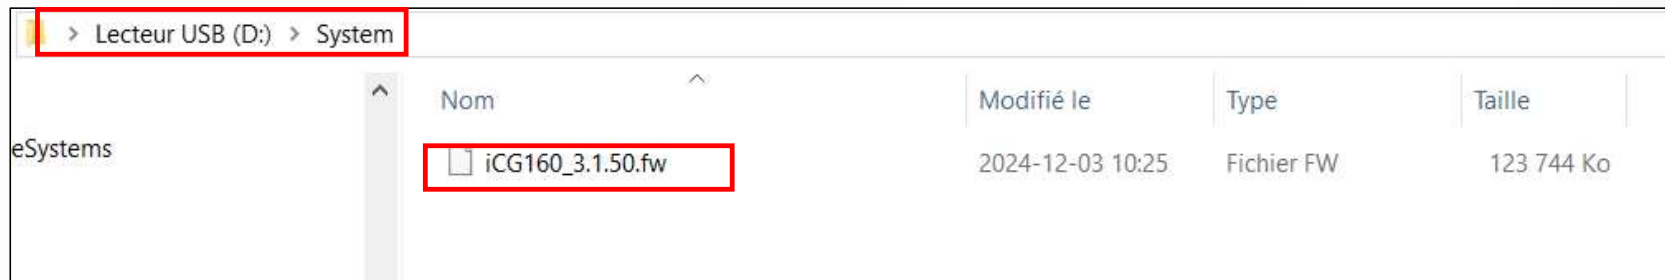 > Lecteur USB (D:) > System
Nom Modifié le Type Taille
eSystems
iCG160_3.1.50.fw 2024-12-03 10:25 Fichier FW 123 744 Ko